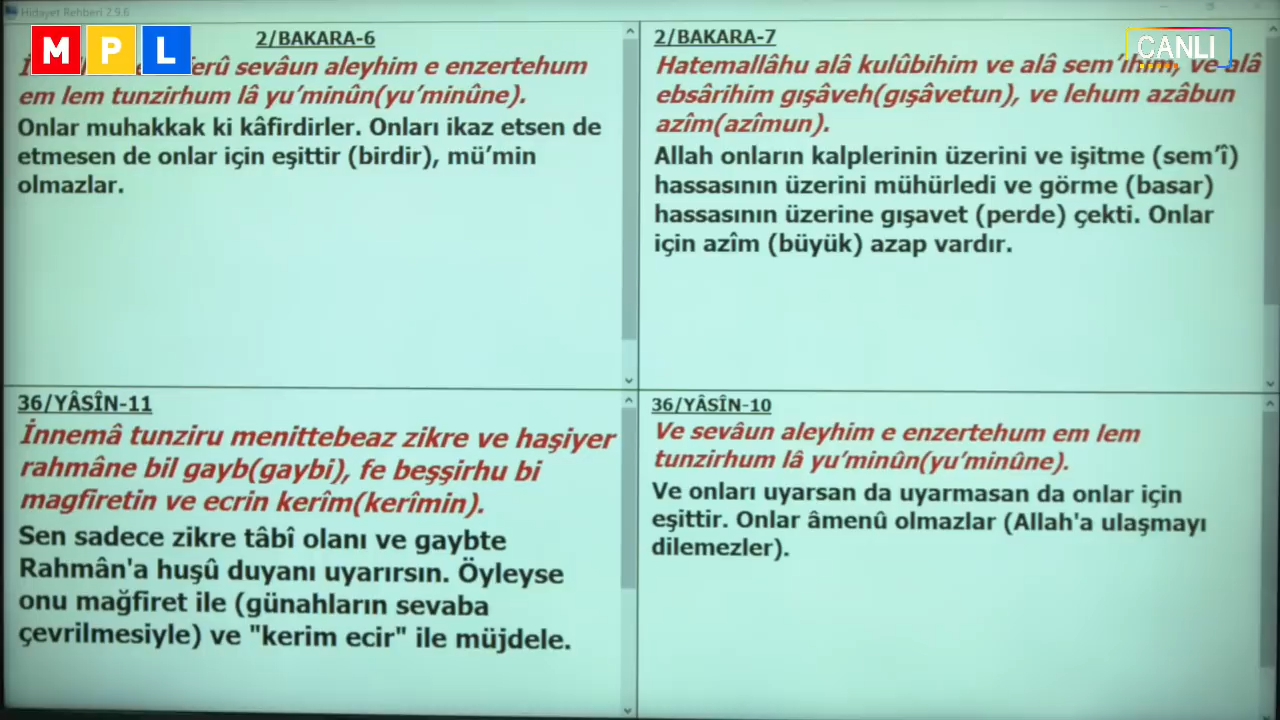 Hidayet Rehberi 2.9.6
MPL
CANLI
2/BAKARA-6
sevâun aleyhim e enzertehum
em lem tunzirhum lâ yu’minûn(yu’minûne).
Onlar muhakkak ki kâfirdirler. Onları ikaz etsen de
etmesen de onlar için eşittir (birdir), mü’min
olmazlar.
2/BAKARA-7
Hatemallâhu alâ kulûbihim ve alâ sem’ihim, ve alâ
ebsârihim gışâveh(gışâvetun), ve lehum azâbun
azîm(azîmun).
Allah onların kalplerinin üzerini ve işitme (sem’î)
hassasının üzerini mühürledi ve görme (basar)
hassasının üzerine gışavet (perde) çekti. Onlar
için azîm (büyük) azap vardır.
36/YÂSÎN-11
İnnemâ tunziru menittebeaz zikre ve haşiyer
rahmâne bil gayb(gaybi), fe beşşirhu bi
magfiretin ve ecrin kerîm(kerîmin).
Sen sadece zikre tâbî olanı ve gaybte
Rahmân'a huşû duyanı uyarırsın. Öyleyse
onu mağfiret ile (günahların sevaba
çevrilmesiyle) ve "kerim ecir" ile müjdele.
36/YÂSÎN-10
Ve sevâun aleyhim e enzertehum em lem
tunzirhum lâ yu’minûn(yu’minûne).
Ve onları uyarsan da uyarmasan da onlar için
eşittir. Onlar âmenû olmazlar (Allah'a ulaşmayı
dilemezler).